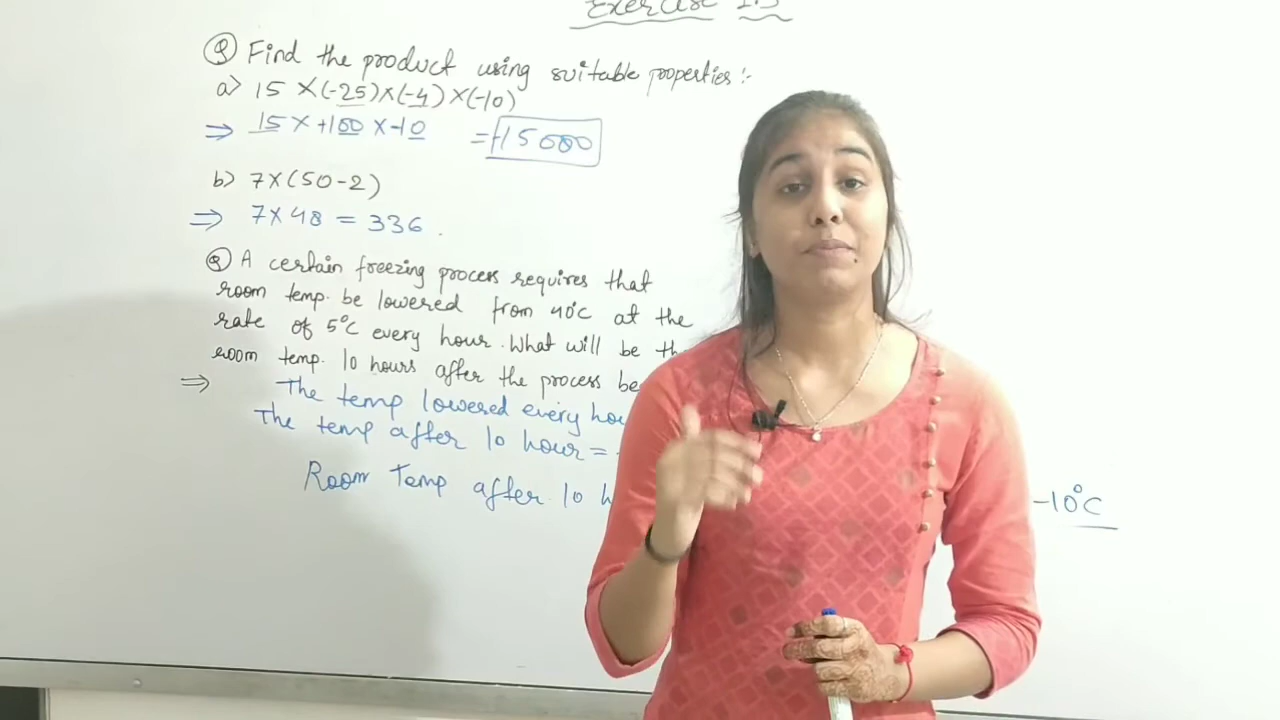 Exercise 1.3
Q Find the product using suitable properties :-
a> 15 × (-25) × (-4) × (-10)
⇒ 15 × +100 × -10 = -15000
b> 7 × (50-2)
⇒ 7 × 48 = 336 .
Q A certain freezing process requires that
room temp. be lowered from 40°C at the
rate of 5°C every hour. What will be
room temp. 10 hours after the process
⇒ The temp lowered every
The temp after 10 hour =
Room Temp after 10 -10°C